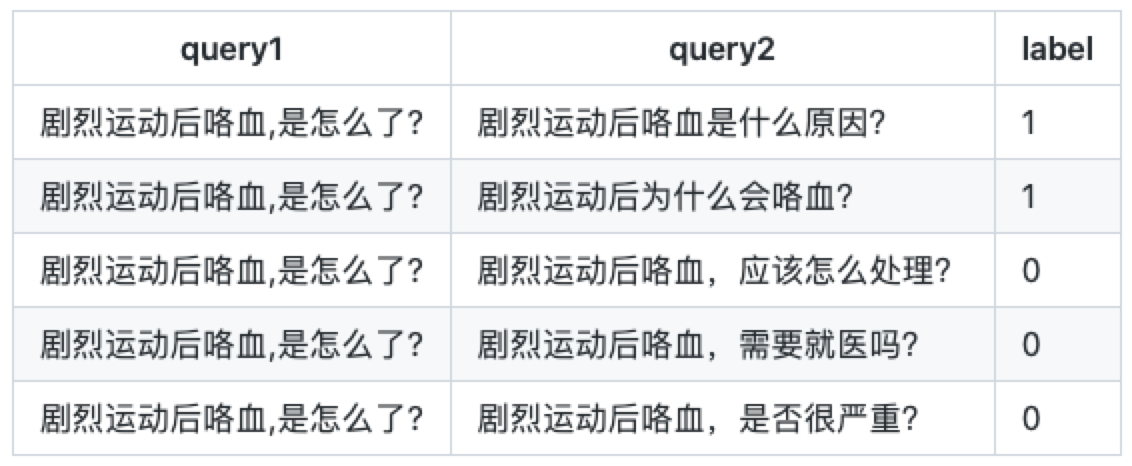 query1 query2 label
剧烈运动后咯血,是怎么了? 剧烈运动后咯血是什么原因? 1
剧烈运动后咯血,是怎么了? 剧烈运动后为什么会咯血? 1
剧烈运动后咯血,是怎么了? 剧烈运动后咯血，应该怎么处理? 0
剧烈运动后咯血,是怎么了? 剧烈运动后咯血，需要就医吗? 0
剧烈运动后咯血,是怎么了? 剧烈运动后咯血，是否很严重? 0